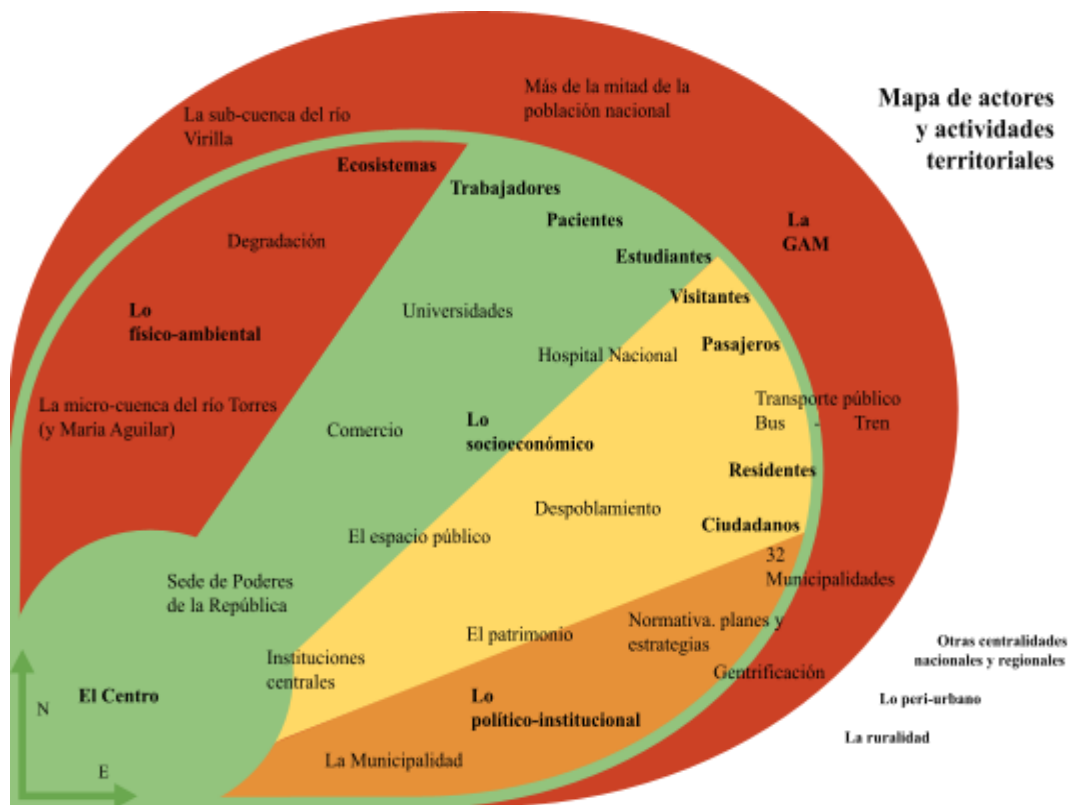 Mapa de actores
y actividades
territoriales
Más de la mitad de la
población nacional
La sub-cuenca del río
Virilla
Ecosistemas
Trabajadores
Pacientes
La
GAM
Degradación
Estudiantes
Visitantes
Universidades
Lo
físico-ambiental
Hospital Nacional
Pasajeros
La micro-cuenca del río Torres
(y María Aguilar)
Transporte público
Bus - Tren
Comercio
Lo
socioeconómico
Residentes
Despoblamiento
Ciudadanos
El espacio público
32
Municipalidades
Sede de Poderes
de la República
Normativa. planes y
estrategias
El patrimonio
Otras centralidades
nacionales y regionales
Instituciones
centrales
Gentrificación
El Centro
Lo
político-institucional
Lo peri-urbano
N
La ruralidad
La Municipalidad
E